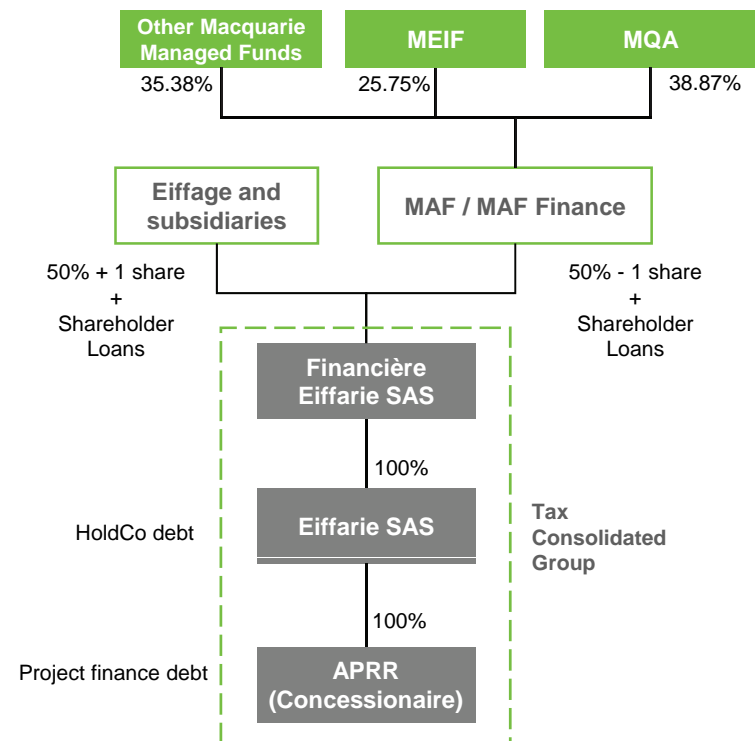 Other Macquarie
Managed Funds
MEIF
MQA
35.38%
25.75%
38.87%
Eiffage and
subsidiaries
MAF / MAF Finance
50% + 1 share
+
Shareholder
Loans
50% - 1 share
+
Shareholder
Loans
Financière
Eiffarie SAS
100%
HoldCo debt
Eiffarie SAS
Tax
Consolidated
Group
100%
Project finance debt
APRR
(Concessionaire)